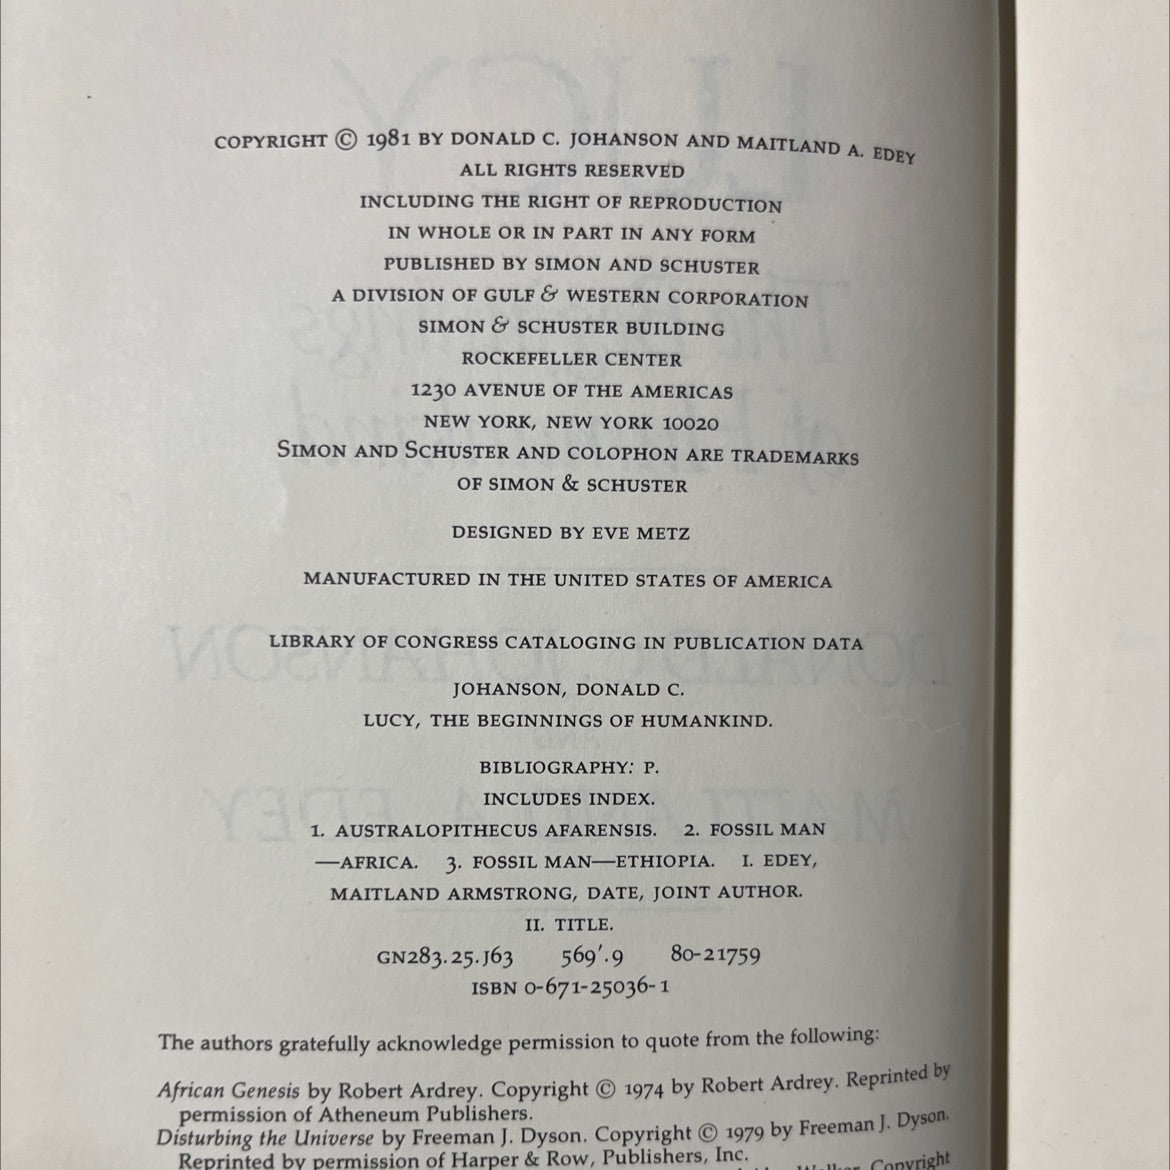 COPYRIGHT © 1981 BY DONALD C. JOHANSON AND MAITLAND A. EDEY
ALL RIGHTS RESERVED
INCLUDING THE RIGHT OF REPRODUCTION
IN WHOLE OR IN PART IN ANY FORM
PUBLISHED BY SIMON AND SCHUSTER
A DIVISION OF GULF & WESTERN CORPORATION
SIMON & SCHUSTER BUILDING
ROCKEFELLER CENTER
1230 AVENUE OF THE AMERICAS
NEW YORK, NEW YORK 10020
SIMON AND SCHUSTER AND COLOPHON ARE TRADEMARKS
OF SIMON & SCHUSTER
DESIGNED BY EVE METZ
MANUFACTURED IN THE UNITED STATES OF AMERICA
LIBRARY OF CONGRESS CATALOGING IN PUBLICATION DATA
JOHANSON, DONALD C.
LUCY, THE BEGINNINGS OF HUMANKIND.
BIBLIOGRAPHY: P.
INCLUDES INDEX.
1. AUSTRALOPITHECUS AFARENSIS. 2. FOSSIL MAN
—AFRICA. 3. FOSSIL MAN—ETHIOPIA. I. EDEY,
MAITLAND ARMSTRONG, DATE, JOINT AUTHOR.
II. TITLE.
GN283.25.J63 569'.9 80-21759
ISBN 0-671-25036-1
The authors gratefully acknowledge permission to quote from the following:
African Genesis by Robert Ardrey. Copyright © 1974 by Robert Ardrey. Reprinted by
permission of Atheneum Publishers.
Disturbing the Universe by Freeman J. Dyson. Copyright © 1979 by Freeman J. Dyson.
Reprinted by permission of Harper & Row, Publishers, Inc.
Copyright